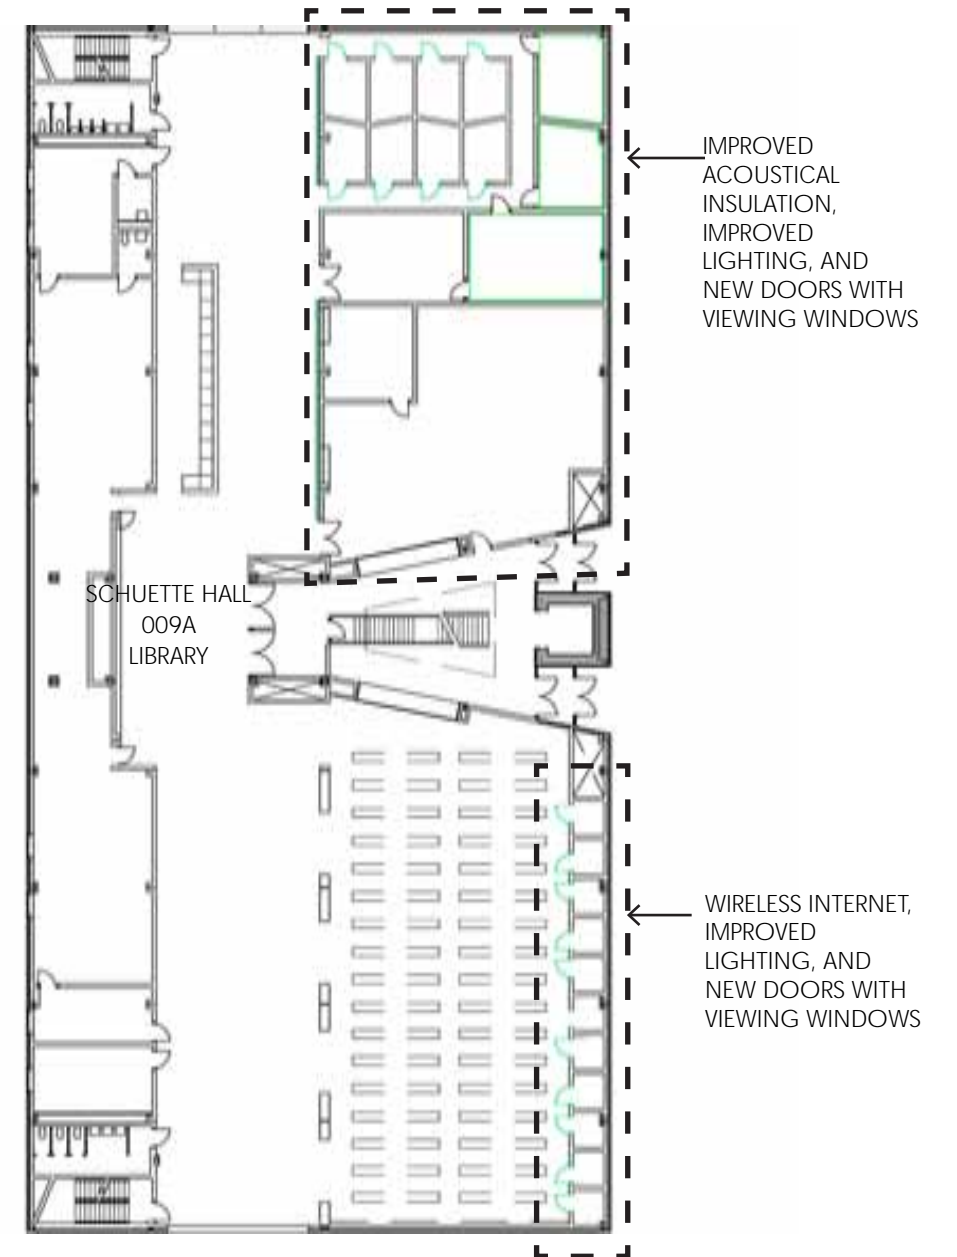 IMPROVED
ACOUSTICAL
INSULATION,
IMPROVED
LIGHTING, AND
NEW DOORS WITH
VIEWING WINDOWS
SCHUETTE HALL
009A
LIBRARY
WIRELESS INTERNET,
IMPROVED
LIGHTING, AND
NEW DOORS WITH
VIEWING WINDOWS